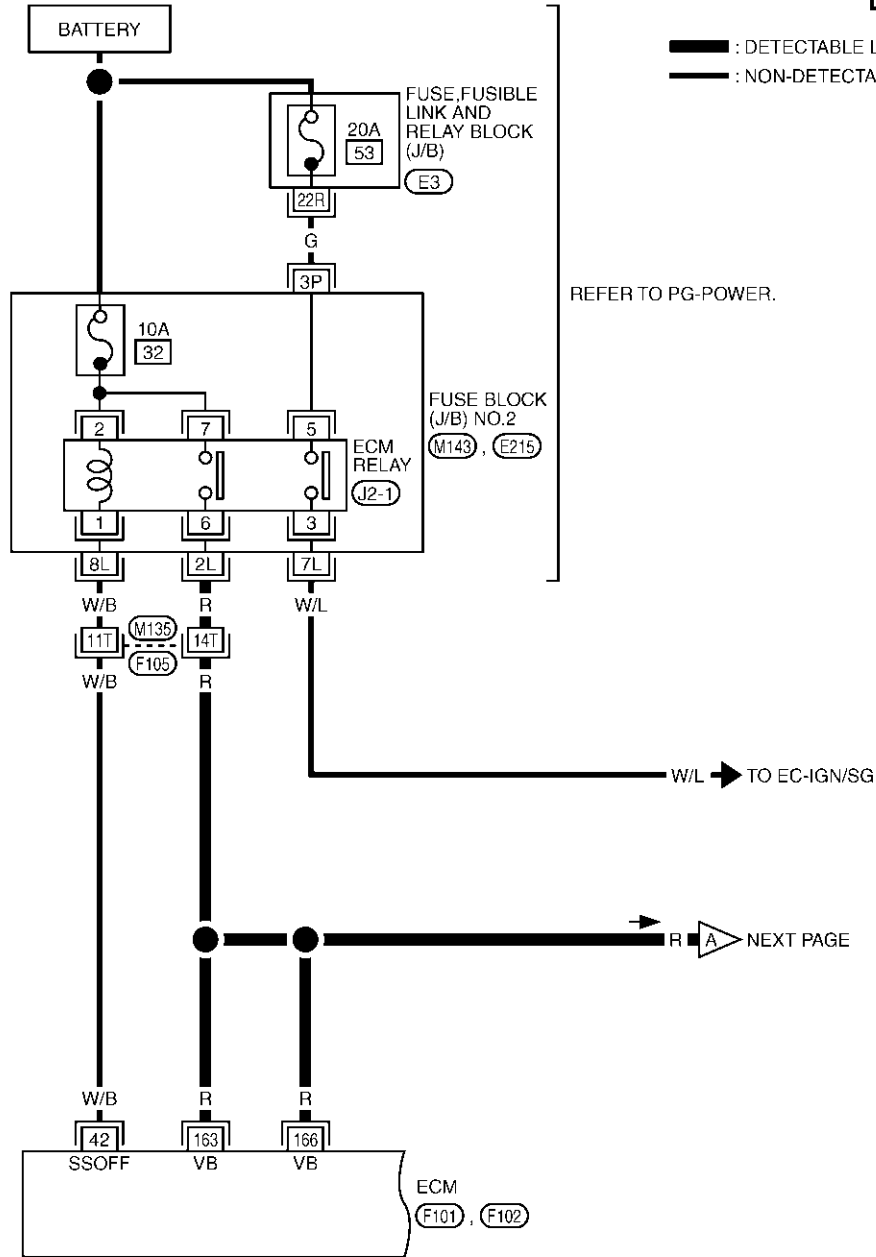 BATTERY
: DETECTABLE L
: NON-DETECTA
FUSE,FUSIBLE
LINK AND
RELAY BLOCK
(J/B)
20A
53
E3
22R
G
3P
REFER TO PG-POWER.
10A
32
FUSE BLOCK
(J/B) NO.2
M143 , E215
2
7
5
ECM
RELAY
J2-1
1
6
3
8L
2L
7L
W/B
R
W/L
11T
M135
14T
F105
W/B
R
W/L
TO EC-IGN/SG
R
A
NEXT PAGE
W/B
R
R
42
163
166
SSOFF
VB
VB
ECM
F101 , F102